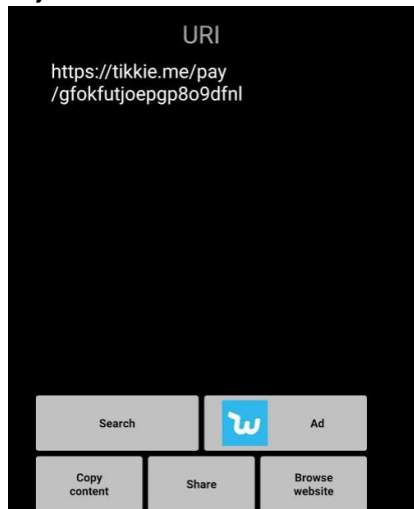 URI
https://tikkie.me/pay
/gfokfutjoepgp8o9dfnl
Search
Ad
Copy
content
Share
Browse
website